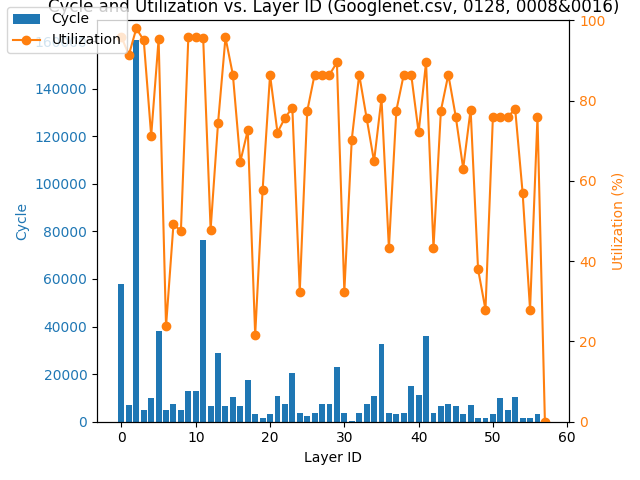 Cycle and Utilization vs. Layer ID (Googlenet.csv, 0128, 0008&0016)
Cycle
Utilization
160000
140000
120000
100000
80000
60000
40000
20000
0
Cycle
100
80
60
40
20
0
Utilization (%)
0 10 20 30 40 50 60
Layer ID